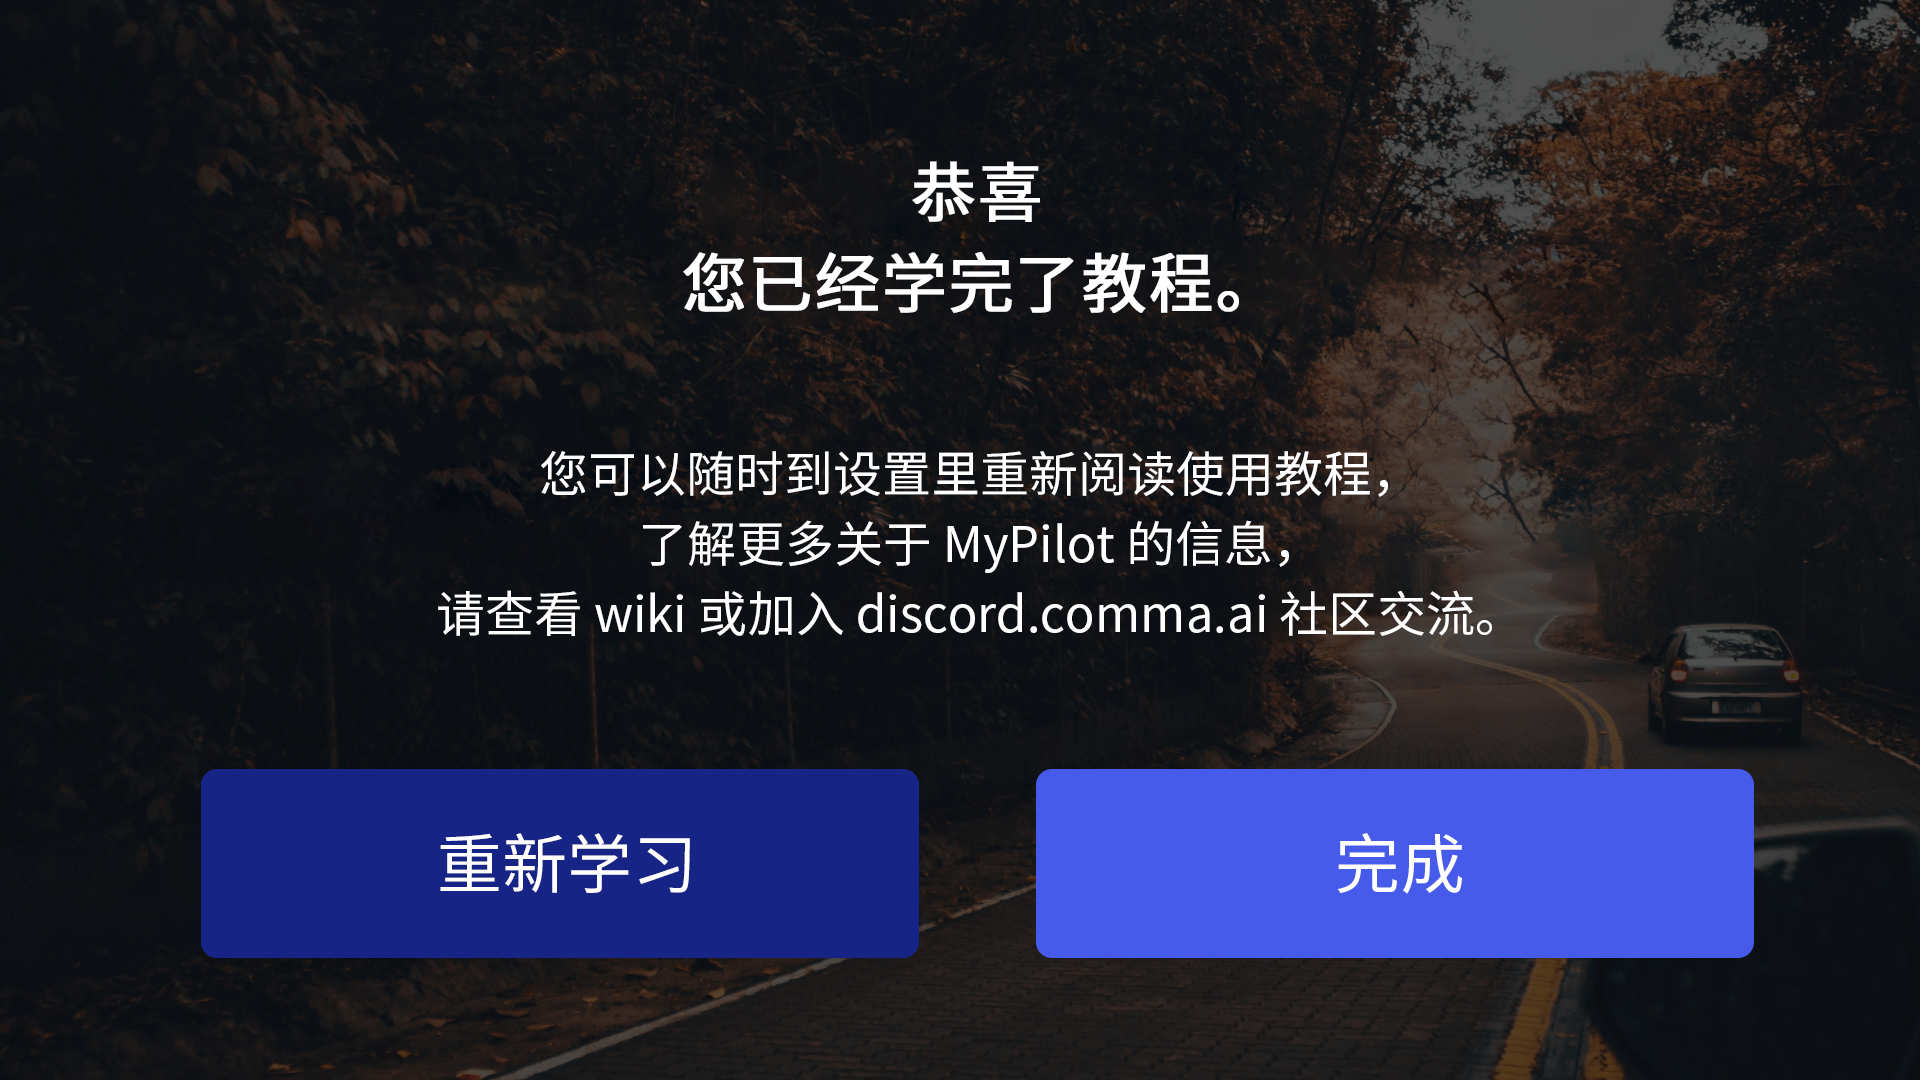 恭喜
您已经学完了教程。
您可以随时到设置里重新阅读使用教程，
了解更多关于 MyPilot 的信息，
请查看 wiki 或加入 discord.comma.ai 社区交流。
重新学习
完成